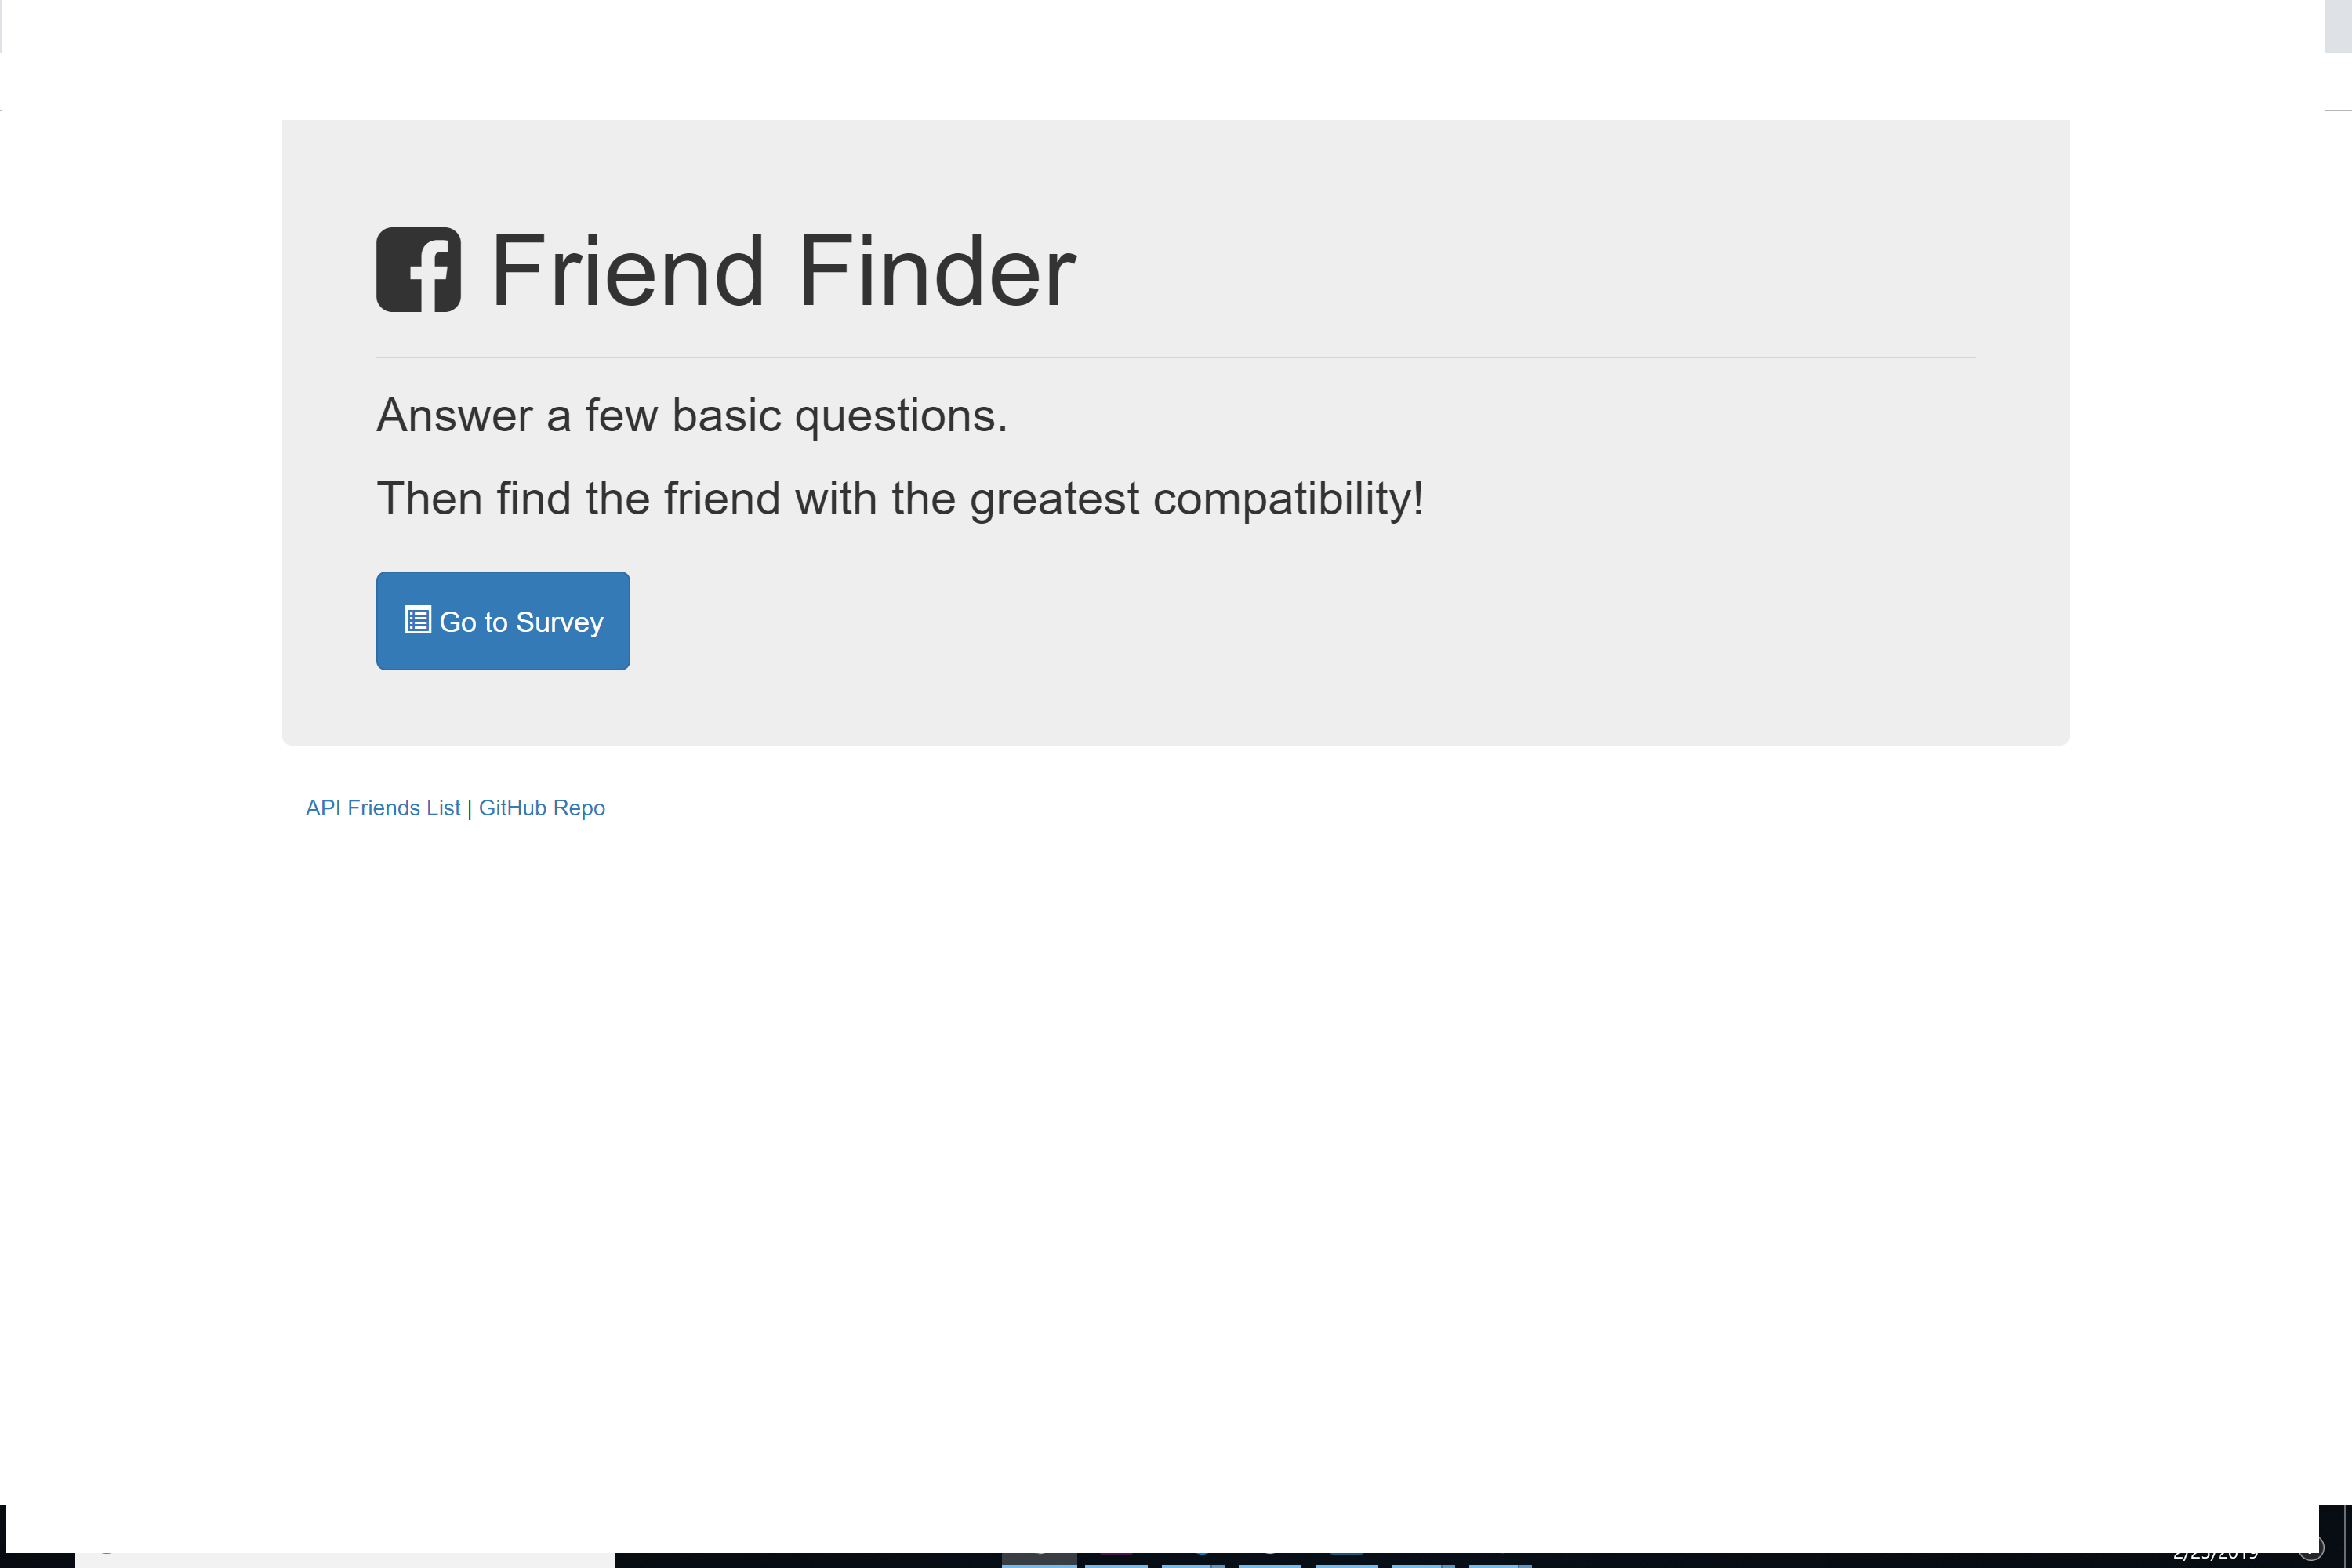 Friend Finder
Answer a few basic questions.
Then find the friend with the greatest compatibility!
Go to Survey
API Friends List | GitHub Repo